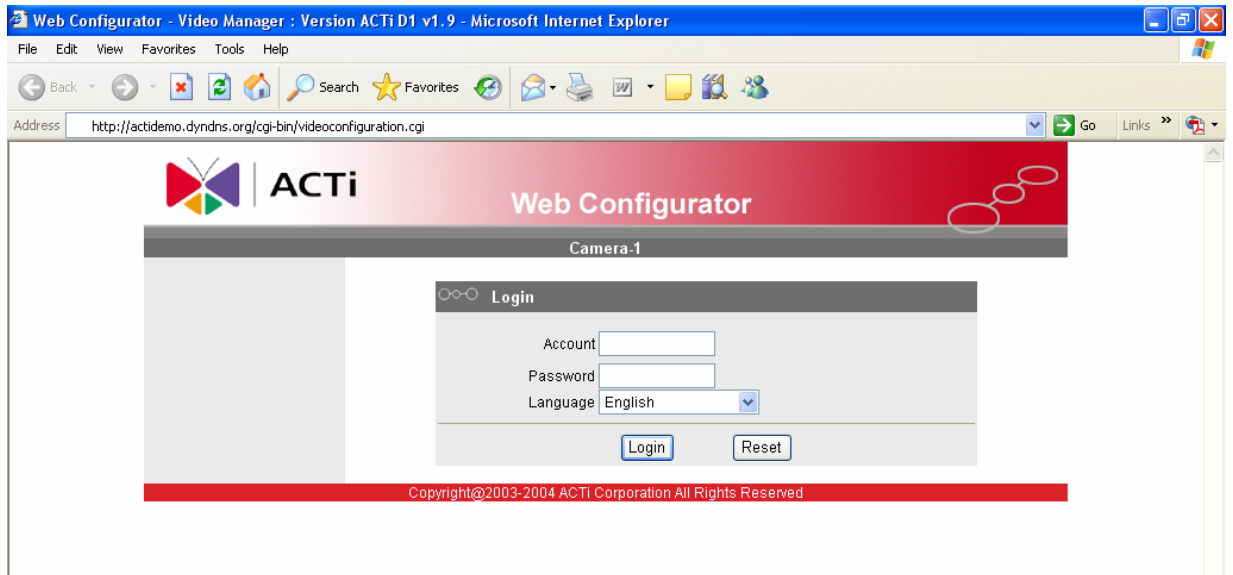 Web Configurator - Video Manager : Version ACTi D1 v1.9 - Microsoft Internet Explorer
File Edit View Favorites Tools Help
Back Search Favorites
Address http://actidemo.dyndns.org/cgi-bin/videoconfiguration.cgi Go Links »
ACTi
Web Configurator
Camera-1
Login
Account
Password
Language English
Login Reset
Copyright@2003-2004 ACTi Corporation All Rights Reserved